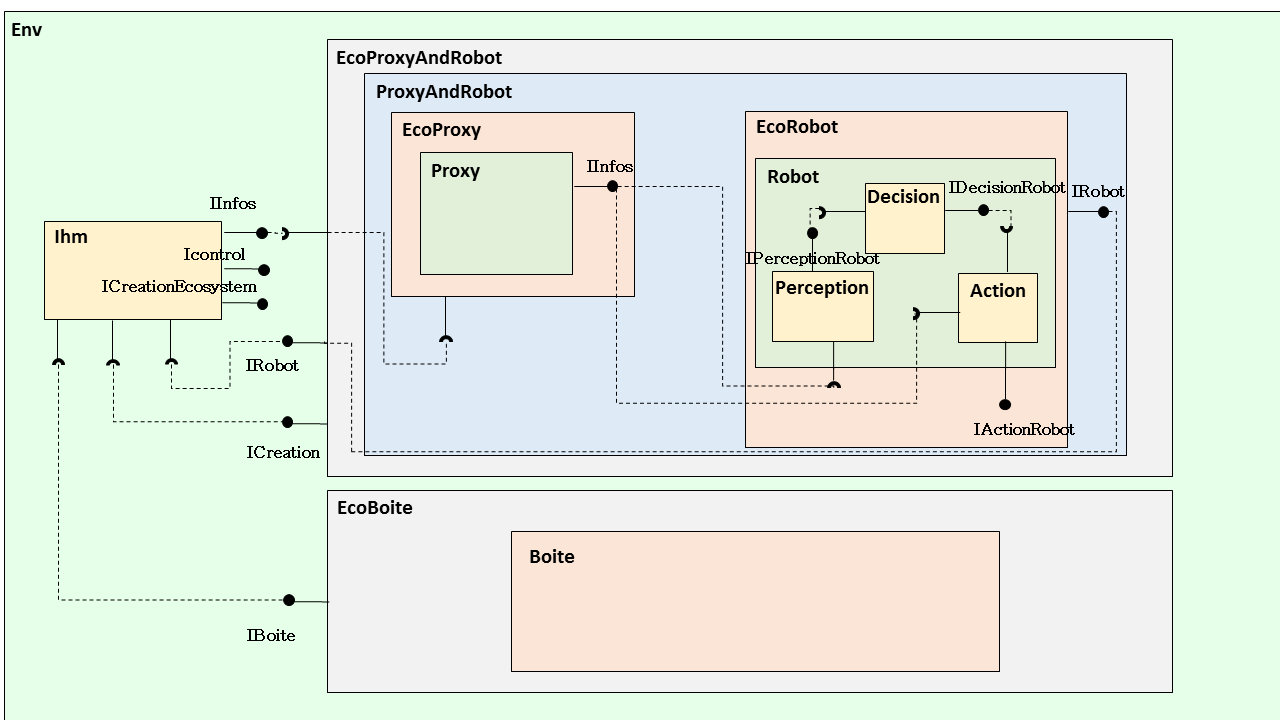 Env
EcoProxyAndRobot
ProxyAndRobot
EcoProxy
EcoRobot
Proxy
IInfos
Robot
Decision
IDecisionRobot
IRobot
IInfos
Ihm
Icontrol
IPerceptionRobot
ICreationEcosystem
Perception
Action
IRobot
IActionRobot
ICreation
EcoBoite
Boite
IBoite